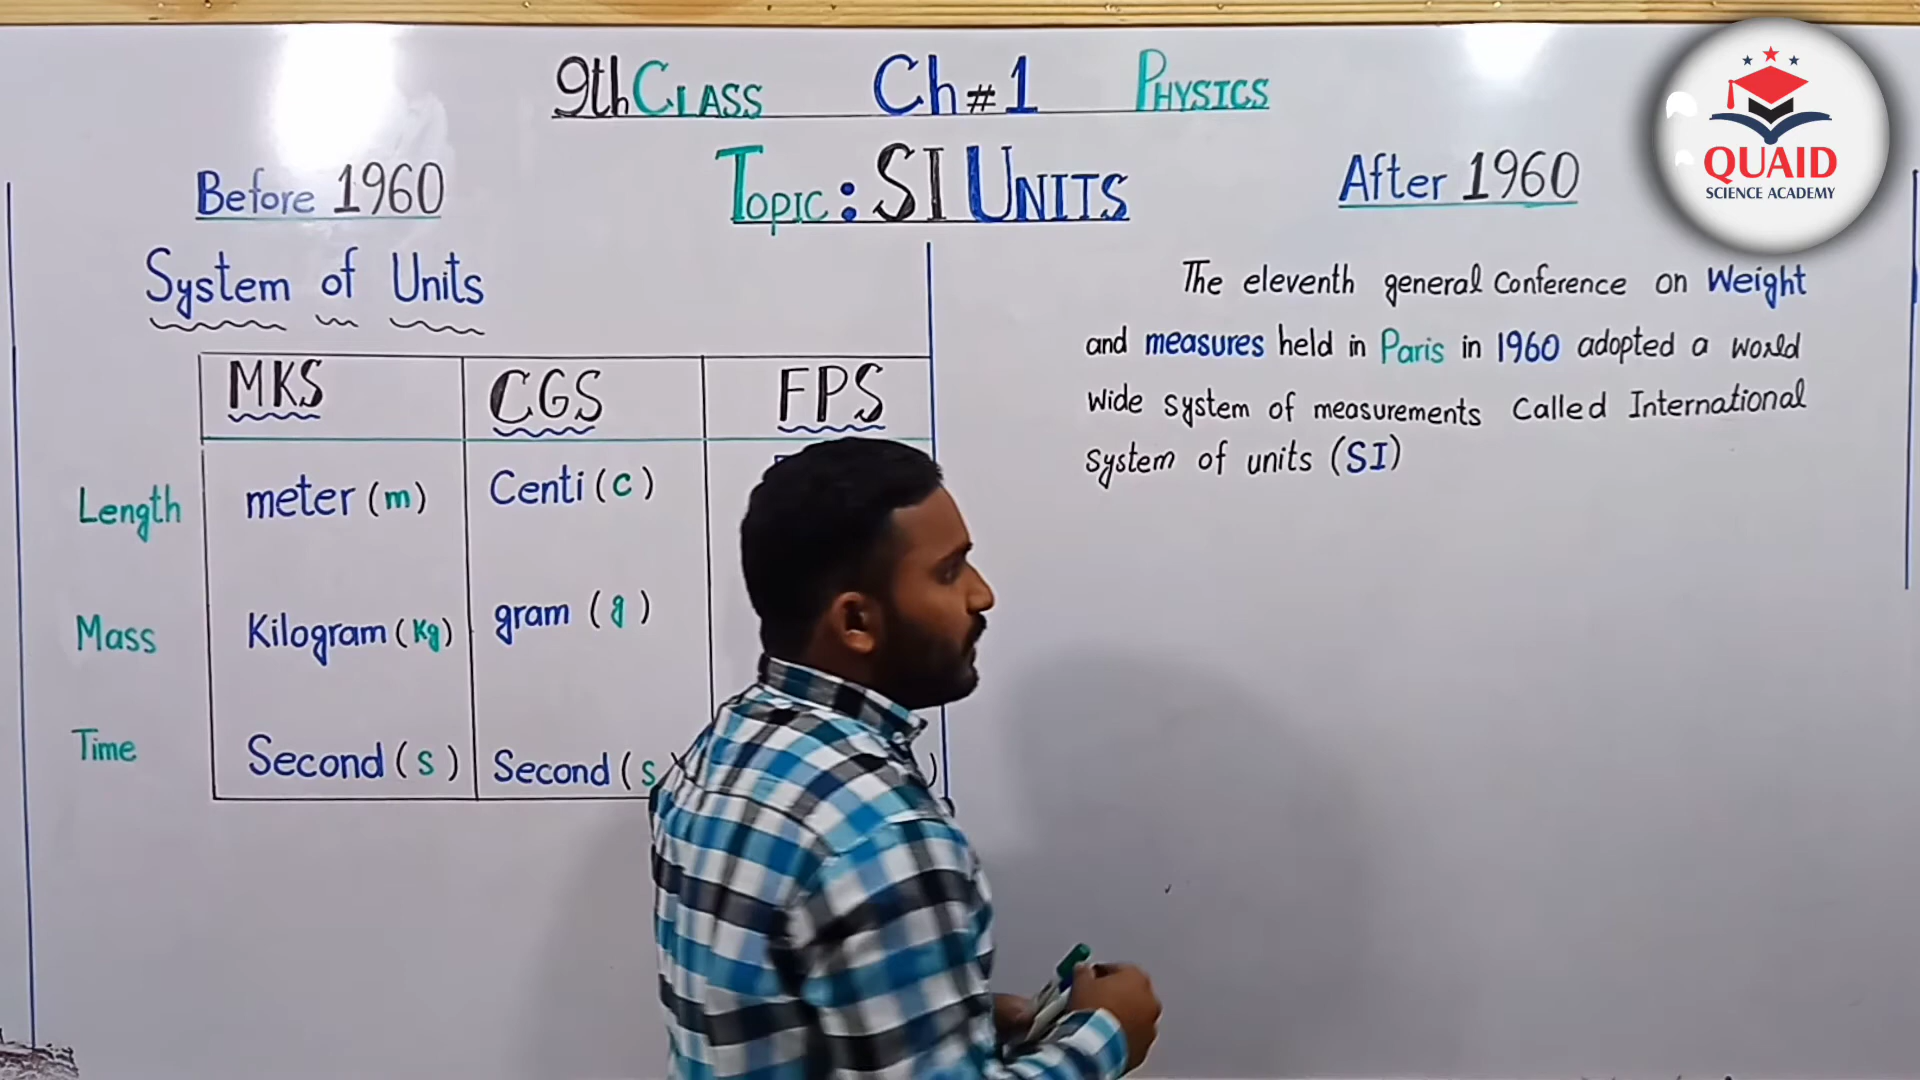 9th Class Ch # 1 Physics
Topic : SI Units
Before 1960
System of Units
MKS CGS FPS
Length meter (m) Centi (c)
Mass Kilogram (Kg) gram (g)
Time Second (s) Second (s )
After 1960
The eleventh general Conference on Weight
and measures held in Paris in 1960 adopted a world
Wide system of measurements Called International
system of units (SI)
QUAID
SCIENCE ACADEMY